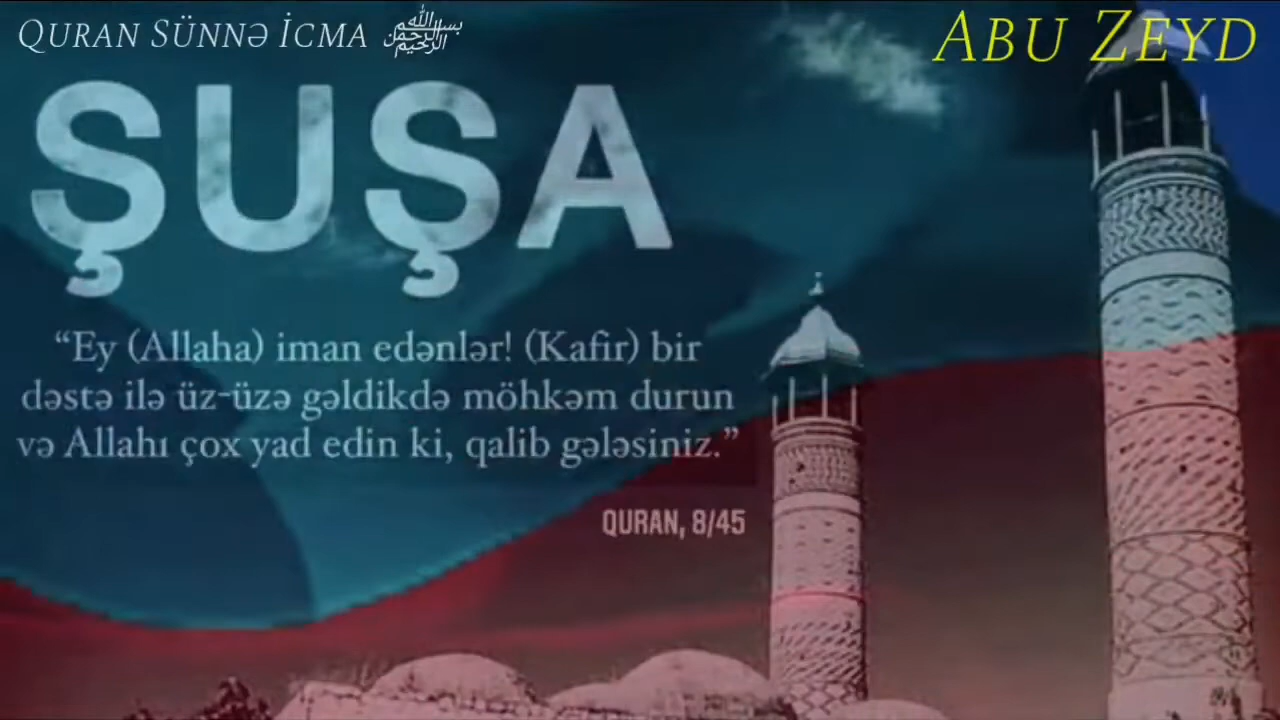 QURAN SÜNNƏ İCMA ﷽
ABU ZEYD
ŞUŞA
“Ey (Allaha) iman edənlər! (Kafir) bir
dəstə ilə üz-üzə gəldikdə möhkəm durun
və Allahı çox yad edin ki, qalib gələsiniz.”
QURAN, 8/45